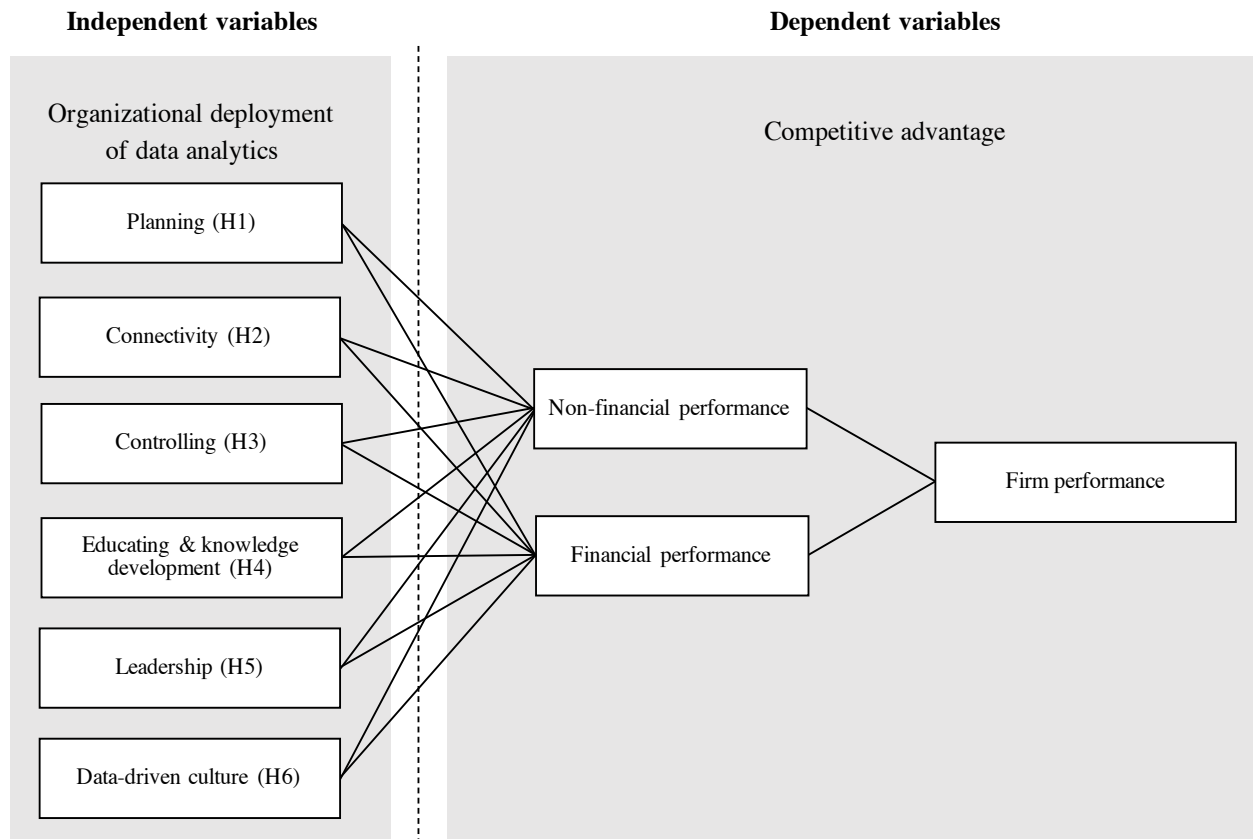 Independent variables
Dependent variables
Organizational deployment
of data analytics
Competitive advantage
Planning (H1)
Connectivity (H2)
Controlling (H3)
Educating & knowledge
development (H4)
Leadership (H5)
Data-driven culture (H6)
Non-financial performance
Financial performance
Firm performance